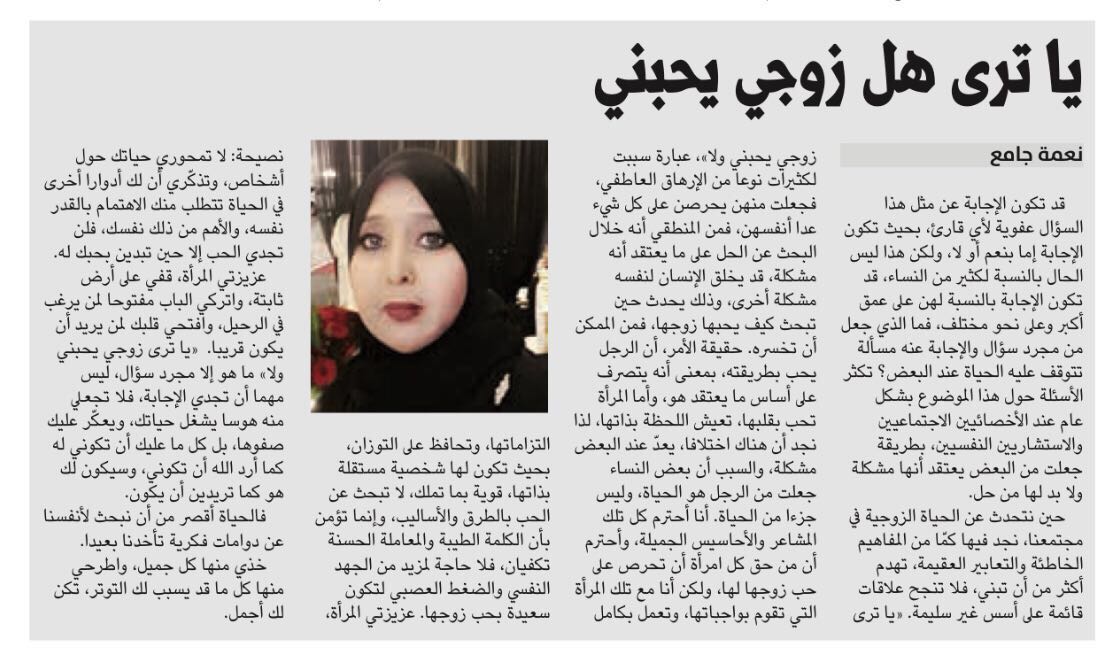 يا ترى هل زوجي يحبني
نعمة جامع
قد تكون الإجابة عن مثل هذا
السؤال عفوية لأي قارئ، بحيث تكون
الإجابة إما بنعم أو لا، ولكن هذا ليس
الحال بالنسبة لكثير من النساء، قد
تكون الإجابة بالنسبة لهن على عمق
أكبر وعلى نحو مختلف، فما الذي جعل
من مجرد سؤال والإجابة عنه مسألة
تتوقف عليه الحياة عند البعض؟ تكثر
الأسئلة حول هذا الموضوع بشكل
عام عند الأخصائيين الاجتماعيين
والاستشاريين النفسيين، بطريقة
جعلت من البعض يعتقد أنها مشكلة
ولا بد لها من حل.
حين نتحدث عن الحياة الزوجية في
مجتمعنا، نجد فيها كمًّا من المفاهيم
الخاطئة والتعابير العقيمة، تهدم
أكثر من أن تبني، فلا تنجح علاقات
قائمة على أسس غير سليمة. «يا ترى
زوجي يحبني ولا»، عبارة سببت
لكثيرات نوعا من الإرهاق العاطفي،
فجعلت منهن يحرصن على كل شيء
عدا أنفسهن، فمن المنطقي أنه خلال
البحث عن الحل على ما يعتقد أنه
مشكلة، قد يخلق الإنسان لنفسه
مشكلة أخرى، وذلك يحدث حين
تبحث كيف يحبها زوجها، فمن الممكن
أن تخسره. حقيقة الأمر، أن الرجل
يحب بطريقته، بمعنى أنه يتصرف
على أساس ما يعتقد هو، وأما المرأة
تحب بقلبها، تعيش اللحظة بذاتها، لذا
نجد أن هناك اختلافا، يعدّ عند البعض
مشكلة، والسبب أن بعض النساء
جعلت من الرجل هو الحياة، وليس
جزءا من الحياة. أنا أحترم كل تلك
المشاعر والأحاسيس الجميلة، وأحترم
أن من حق كل امرأة أن تحرص على
حب زوجها لها، ولكن أنا مع تلك المرأة
التي تقوم بواجباتها، وتعمل بكامل
التزاماتها، وتحافظ على التوزان،
بحيث تكون لها شخصية مستقلة
بذاتها، قوية بما تملك، لا تبحث عن
الحب بالطرق والأساليب، وإنما تؤمن
بأن الكلمة الطيبة والمعاملة الحسنة
تكفيان، فلا حاجة لمزيد من الجهد
النفسي والضغط العصبي لتكون
سعيدة بحب زوجها. عزيزتي المرأة،
نصيحة: لا تمحوري حياتك حول
أشخاص، وتذكّري أن لك أدوارا أخرى
في الحياة تتطلب منك الاهتمام بالقدر
نفسه، والأهم من ذلك نفسك، فلن
تجدي الحب إلا حين تبدين بحبك له.
عزيزتي المرأة، قفي على أرض
ثابتة، واتركي الباب مفتوحا لمن يرغب
في الرحيل، وافتحي قلبك لمن يريد أن
يكون قريبا. «يا ترى زوجي يحبني
ولا» ما هو إلا مجرد سؤال، ليس
مهما أن تجدي الإجابة، فلا تجعلي
منه هوسا يشغل حياتك، ويعكّر عليك
صفوها، بل كل ما عليك أن تكوني له
كما أرد الله أن تكوني، وسيكون لك
هو كما تريدين أن يكون.
فالحياة أقصر من أن نبحث لأنفسنا
عن دوامات فكرية تأخدنا بعيدا.
خذي منها كل جميل، واطرحي
منها كل ما قد يسبب لك التوتر، تكن
لك أجمل.